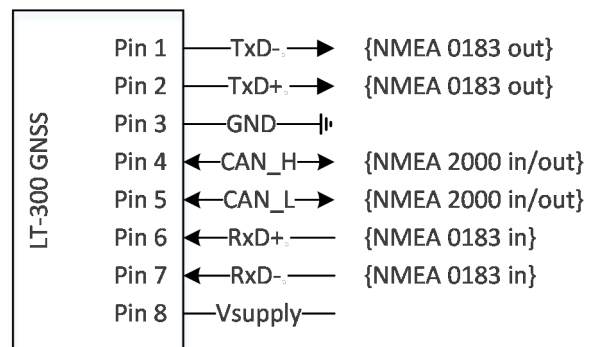 LT-300 GNSS
Pin 1 TxD- {NMEA 0183 out}
Pin 2 TxD+ {NMEA 0183 out}
Pin 3 GND
Pin 4 CAN_H {NMEA 2000 in/out}
Pin 5 CAN_L {NMEA 2000 in/out}
Pin 6 RxD+ {NMEA 0183 in}
Pin 7 RxD- {NMEA 0183 in}
Pin 8 Vsupply